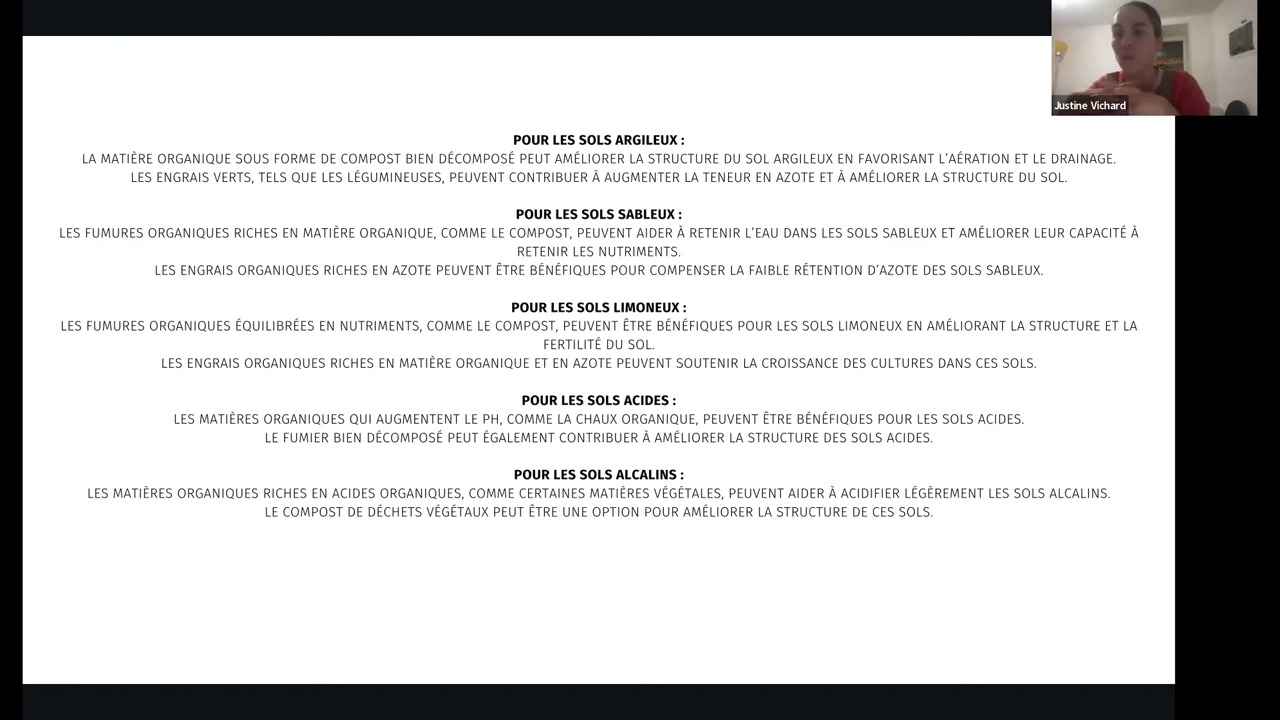 Justine Vichard
POUR LES SOLS ARGILEUX :
LA MATIÈRE ORGANIQUE SOUS FORME DE COMPOST BIEN DÉCOMPOSÉ PEUT AMÉLIORER LA STRUCTURE DU SOL ARGILEUX EN FAVORISANT L'AÉRATION ET LE DRAINAGE.
LES ENGRAIS VERTS, TELS QUE LES LÉGUMINEUSES, PEUVENT CONTRIBUER À AUGMENTER LA TENEUR EN AZOTE ET À AMÉLIORER LA STRUCTURE DU SOL.
POUR LES SOLS SABLEUX :
LES FUMURES ORGANIQUES RICHES EN MATIÈRE ORGANIQUE, COMME LE COMPOST, PEUVENT AIDER À RETENIR L'EAU DANS LES SOLS SABLEUX ET AMÉLIORER LEUR CAPACITÉ À
RETENIR LES NUTRIMENTS.
LES ENGRAIS ORGANIQUES RICHES EN AZOTE PEUVENT ÊTRE BÉNÉFIQUES POUR COMPENSER LA FAIBLE RÉTENTION D'AZOTE DES SOLS SABLEUX.
POUR LES SOLS LIMONEUX :
LES FUMURES ORGANIQUES ÉQUILIBRÉES EN NUTRIMENTS, COMME LE COMPOST, PEUVENT ÊTRE BÉNÉFIQUES POUR LES SOLS LIMONEUX EN AMÉLIORANT LA STRUCTURE ET LA
FERTILITÉ DU SOL.
LES ENGRAIS ORGANIQUES RICHES EN MATIÈRE ORGANIQUE ET EN AZOTE PEUVENT SOUTENIR LA CROISSANCE DES CULTURES DANS CES SOLS.
POUR LES SOLS ACIDES :
LES MATIÈRES ORGANIQUES QUI AUGMENTENT LE PH, COMME LA CHAUX ORGANIQUE, PEUVENT ÊTRE BÉNÉFIQUES POUR LES SOLS ACIDES.
LE FUMIER BIEN DÉCOMPOSÉ PEUT ÉGALEMENT CONTRIBUER À AMÉLIORER LA STRUCTURE DES SOLS ACIDES.
POUR LES SOLS ALCALINS :
LES MATIÈRES ORGANIQUES RICHES EN ACIDES ORGANIQUES, COMME CERTAINES MATIÈRES VÉGÉTALES, PEUVENT AIDER À ACIDIFIER LÉGÈREMENT LES SOLS ALCALINS.
LE COMPOST DE DÉCHETS VÉGÉTAUX PEUT ÊTRE UNE OPTION POUR AMÉLIORER LA STRUCTURE DE CES SOLS.